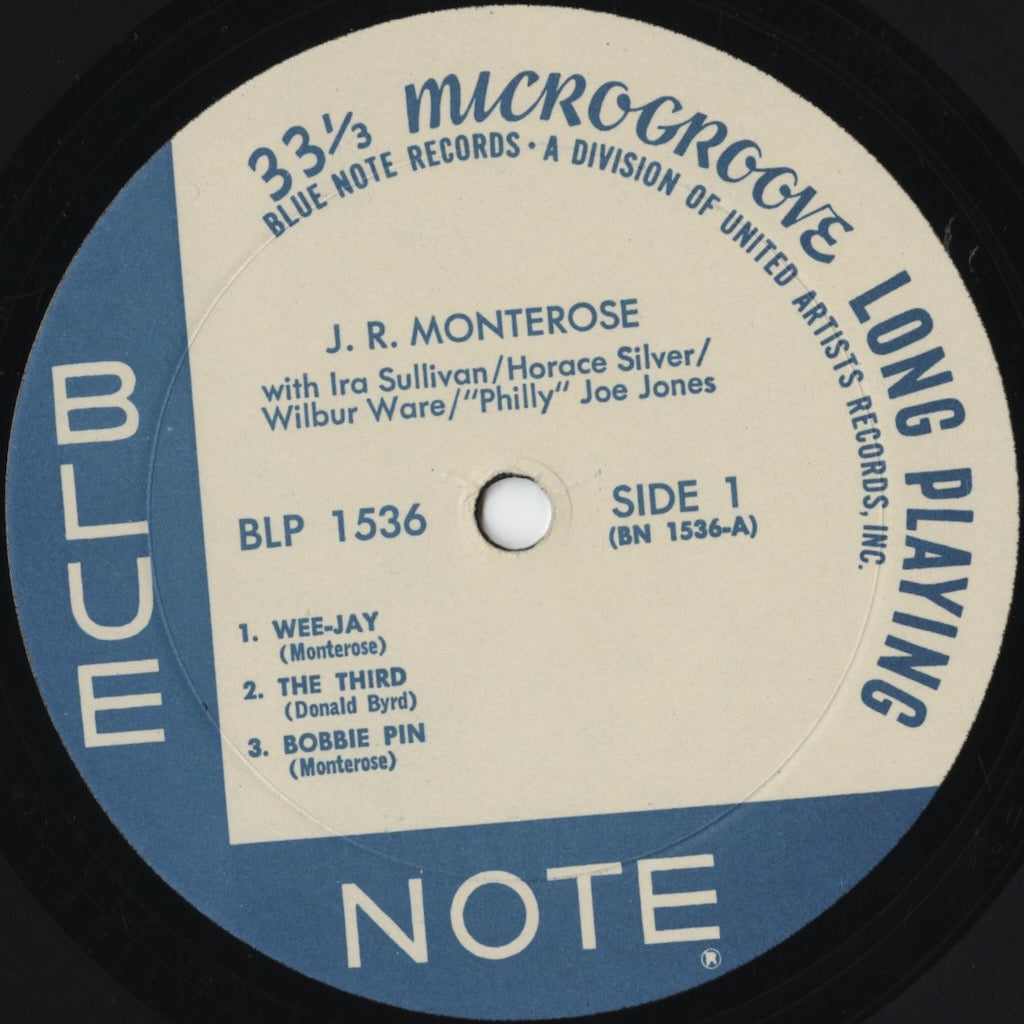 33⅓ MICROGROOVE LONG PLAYING
BLUE NOTE RECORDS · A DIVISION OF UNITED ARTISTS RECORDS, INC.
J. R. MONTEROSE
with Ira Sullivan/Horace Silver/
Wilbur Ware/"Philly" Joe Jones
BLP 1536
SIDE 1
(BN 1536-A)
1. WEE-JAY
(Monterose)
2. THE THIRD
(Donald Byrd)
3. BOBBIE PIN
(Monterose)
BLUE
NOTE®